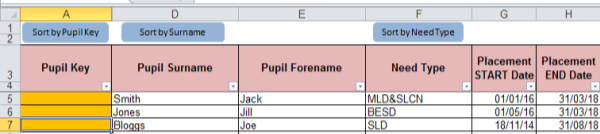 A D E F G H
1 Sort by Pupil Key Sort by Surname Sort by Need Type
2
3 Pupil Key Pupil Surname Pupil Forename Need Type Placement START Date Placement END Date
4
5 Smith Jack MLD&SLCN 01/01/16 31/03/18
6 Jones Jill BESD 01/05/16 31/03/18
7 Bloggs Joe SLD 18/11/14 31/08/18